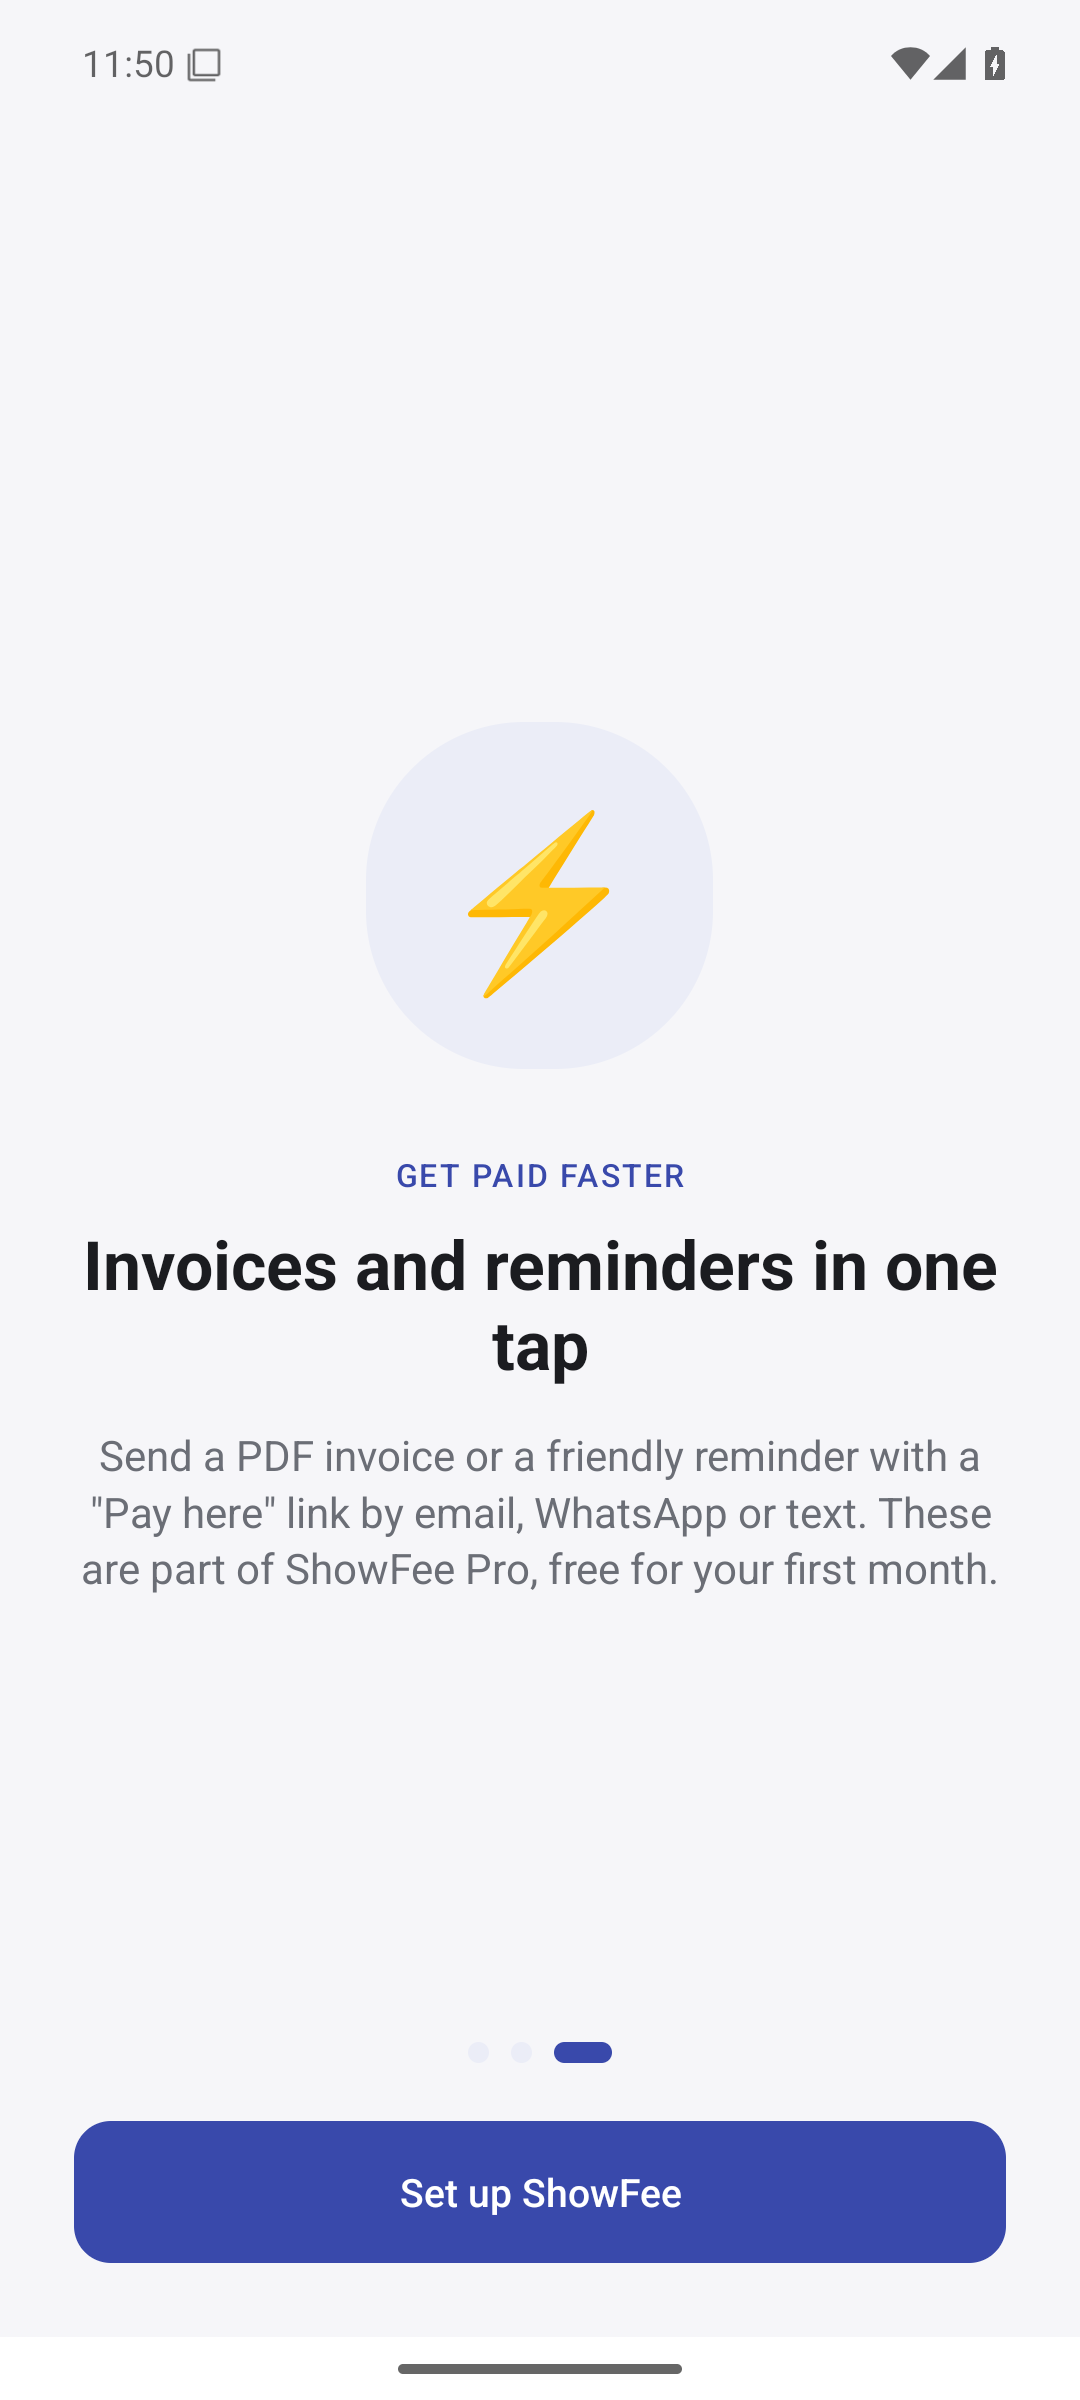 11:50
GET PAID FASTER
Invoices and reminders in one
tap
Send a PDF invoice or a friendly reminder with a
"Pay here" link by email, WhatsApp or text. These
are part of ShowFee Pro, free for your first month.
Set up ShowFee